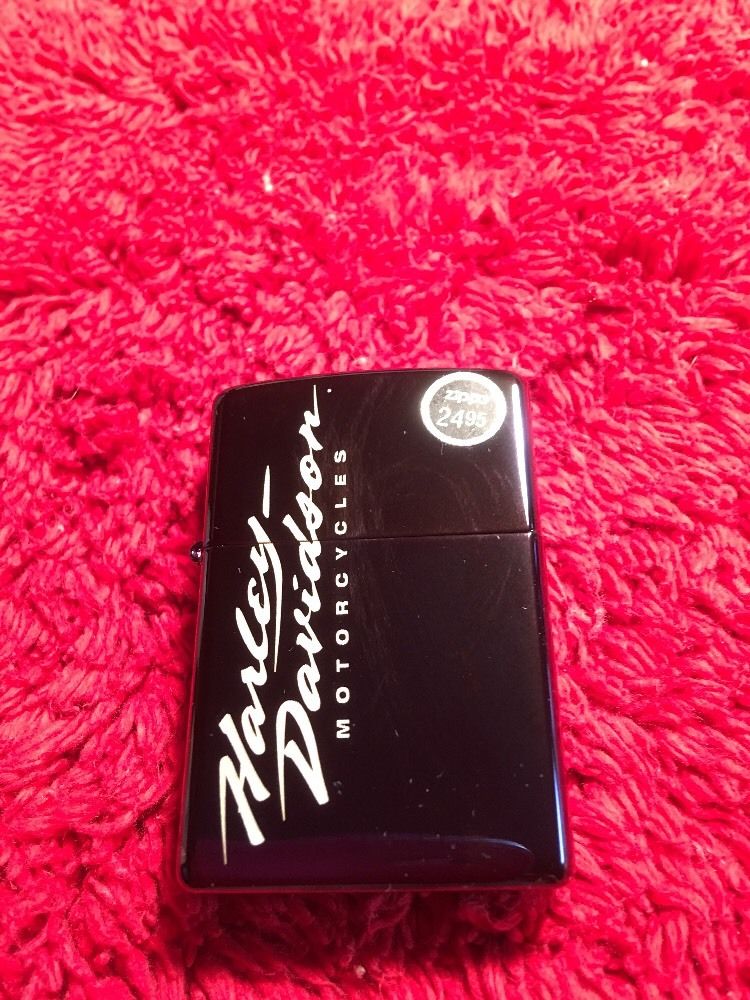 Harley-
Davidson
MOTORCYCLES
zippo
2495